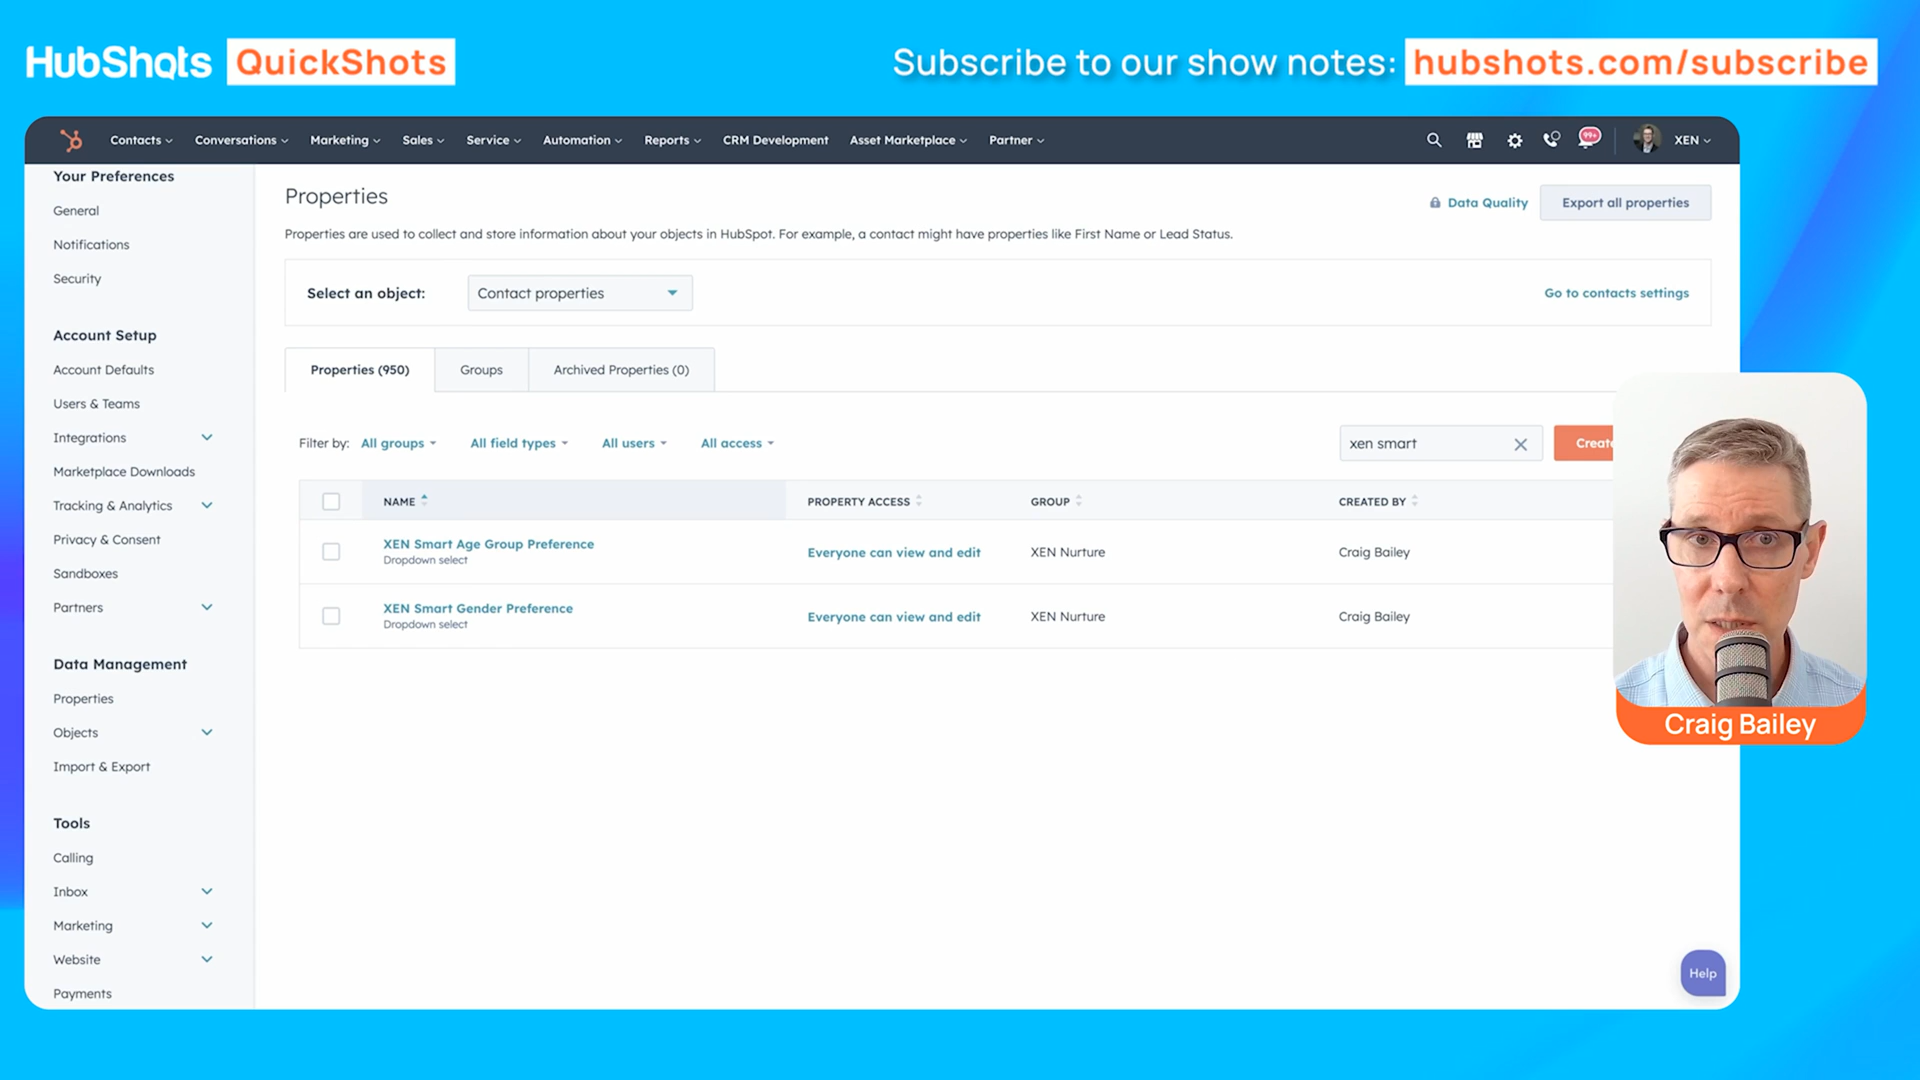 HubShots QuickShots
Subscribe to our show notes: hubshots.com/subscribe
Contacts Conversations Marketing Sales Service Automation Reports CRM Development Asset Marketplace Partner 99+ XEN
Your Preferences
General
Notifications
Security
Account Setup
Account Defaults
Users & Teams
Integrations
Marketplace Downloads
Tracking & Analytics
Privacy & Consent
Sandboxes
Partners
Data Management
Properties
Objects
Import & Export
Tools
Calling
Inbox
Marketing
Website
Payments
Properties
Data Quality Export all properties
Properties are used to collect and store information about your objects in HubSpot. For example, a contact might have properties like First Name or Lead Status.
Select an object: Contact properties Go to contacts settings
Properties (950) Groups Archived Properties (0)
Filter by: All groups All field types All users All access xen smart Create
NAME PROPERTY ACCESS GROUP CREATED BY
XEN Smart Age Group Preference Everyone can view and edit XEN Nurture Craig Bailey
Dropdown select
XEN Smart Gender Preference Everyone can view and edit XEN Nurture Craig Bailey
Dropdown select
Craig Bailey
Help